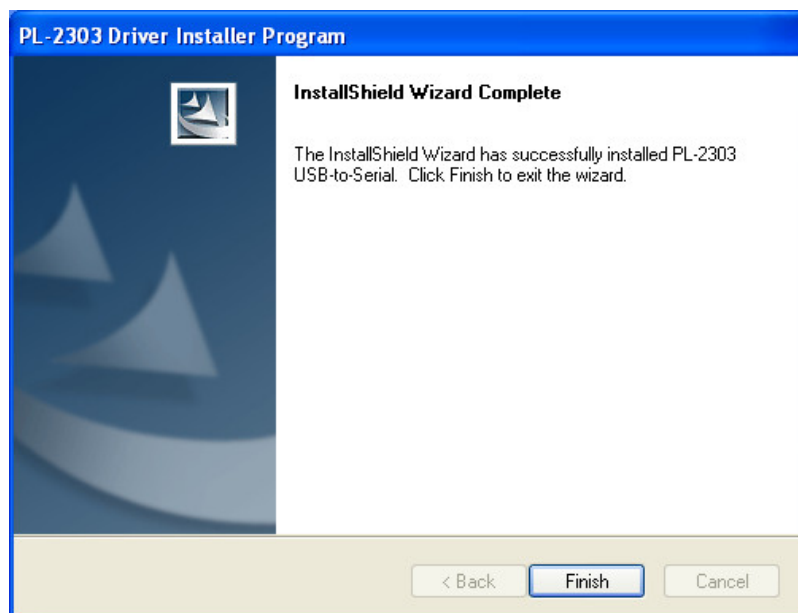 PL-2303 Driver Installer Program
InstallShield Wizard Complete
The InstallShield Wizard has successfully installed PL-2303
USB-to-Serial. Click Finish to exit the wizard.
< Back Finish Cancel